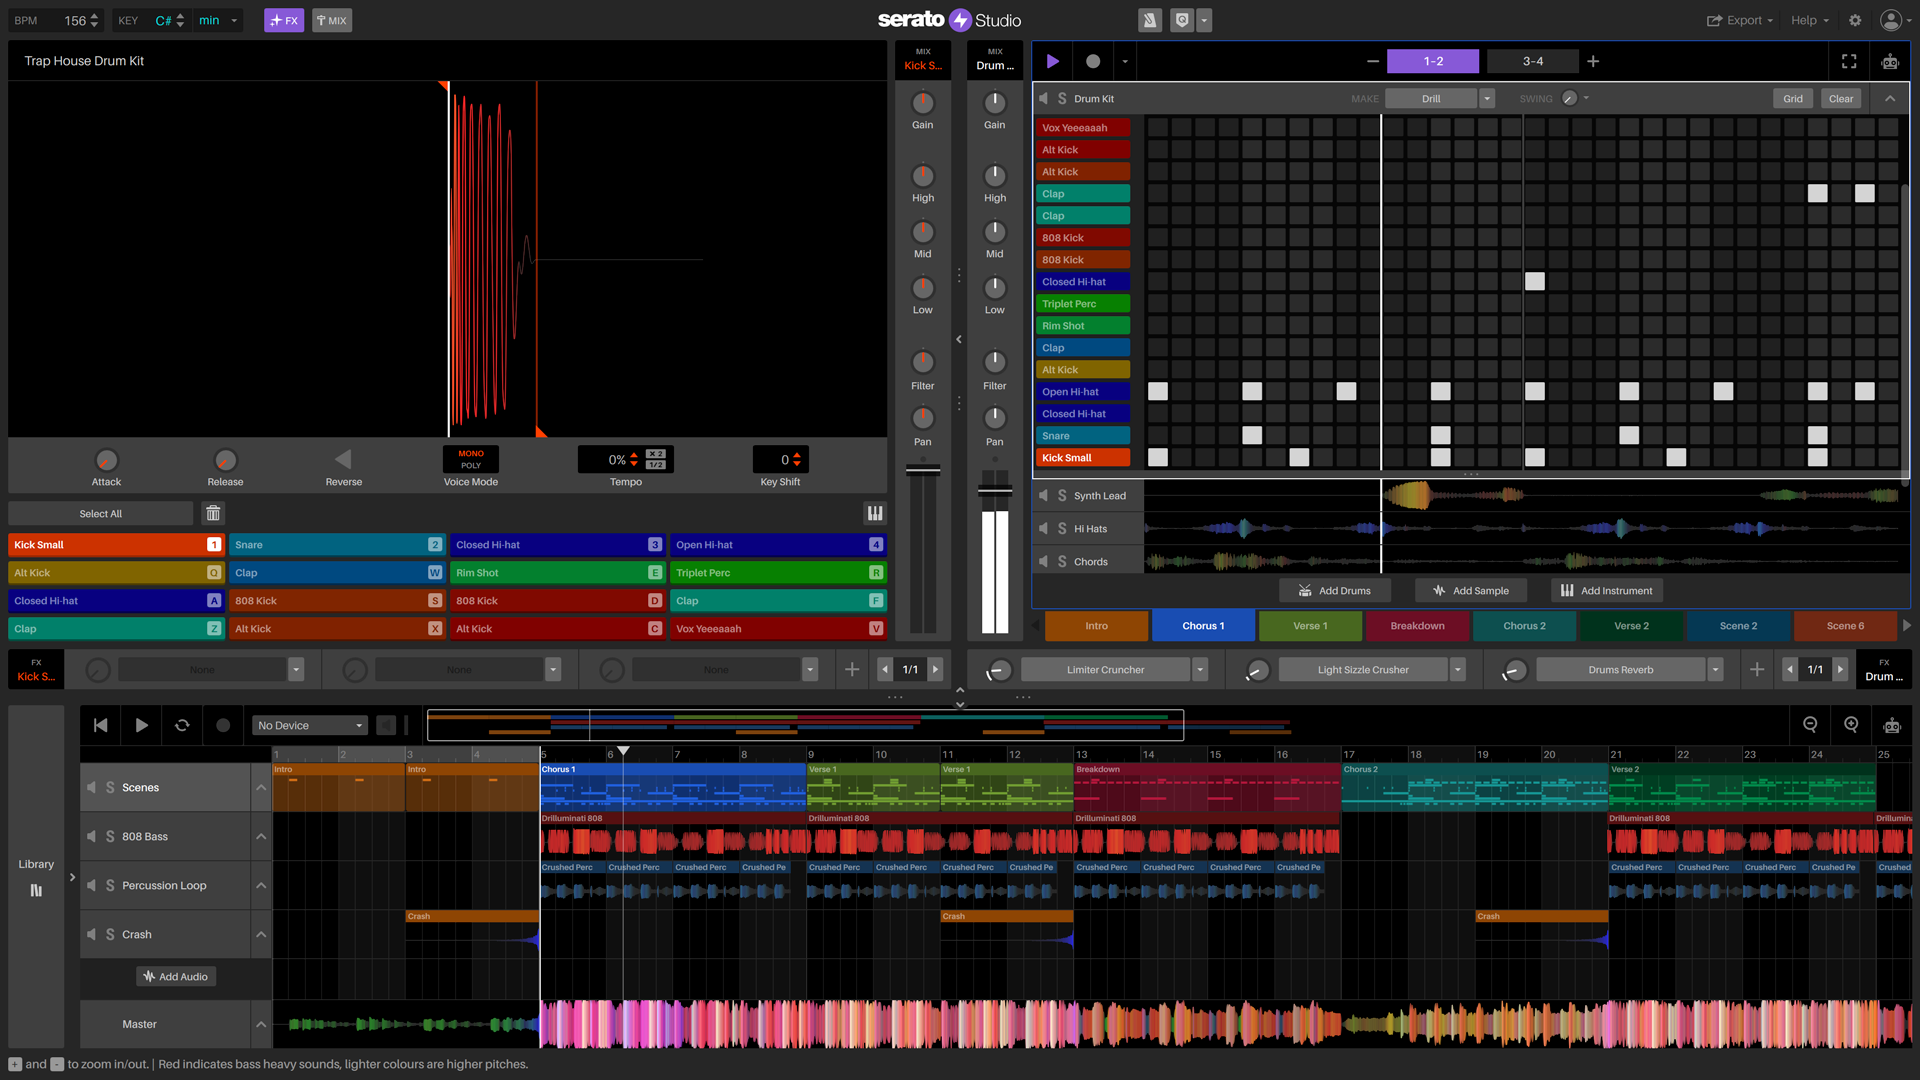 BPM 156 KEY C# min FX MIX
serato Studio
Export Help
Trap House Drum Kit
MIX
Kick S...
MIX
Drum ...
1-2 3-4
Drum Kit MAKE Drill SWING Grid Clear
Gain Gain
High High
Mid Mid
Low Low
Filter Filter
Pan Pan
Vox Yeeeaaah
Alt Kick
Alt Kick
Clap
Clap
808 Kick
808 Kick
Closed Hi-hat
Triplet Perc
Rim Shot
Clap
Alt Kick
Open Hi-hat
Closed Hi-hat
Snare
Kick Small
S Synth Lead
S Hi Hats
S Chords
Add Drums Add Sample Add Instrument
Attack Release Reverse
MONO
POLY
Voice Mode
0% x 2
1/2
Tempo
0
Key Shift
Select All
Kick Small 1 Snare 2 Closed Hi-hat 3 Open Hi-hat 4
Alt Kick Q Clap W Rim Shot E Triplet Perc R
Closed Hi-hat A 808 Kick S 808 Kick D Clap F
Clap Z Alt Kick X Alt Kick C Vox Yeeeaaah V
Intro Chorus 1 Verse 1 Breakdown Chorus 2 Verse 2 Scene 2 Scene 6
FX
Kick S...
None None None 1/1
Limiter Cruncher Light Sizzle Crusher Drums Reverb 1/1
FX
Drum ...
Library
No Device
1 2 3 4 5 6 7 8 9 10 11 12 13 14 15 16 17 18 19 20 21 22 23 24 25
S Scenes
Intro Intro Chorus 1 Verse 1 Verse 1 Breakdown Chorus 2 Verse 2
S 808 Bass
Drilluminati 808 Drilluminati 808 Drilluminati 808 Drilluminati 808 Drillumin
S Percussion Loop
Crushed Perc Crushed Perc Crushed Perc Crushed Pe Crushed Perc Crushed Perc Crushed Perc Crushed Pe Crushed Perc Crushed Perc Crushed Perc Crushed Pe Crushed Perc Crushed Perc Crushed Perc Crushed Pe Crushed
S Crash
Crash Crash Crash
Add Audio
Master
+ and - to zoom in/out. | Red indicates bass heavy sounds, lighter colours are higher pitches.